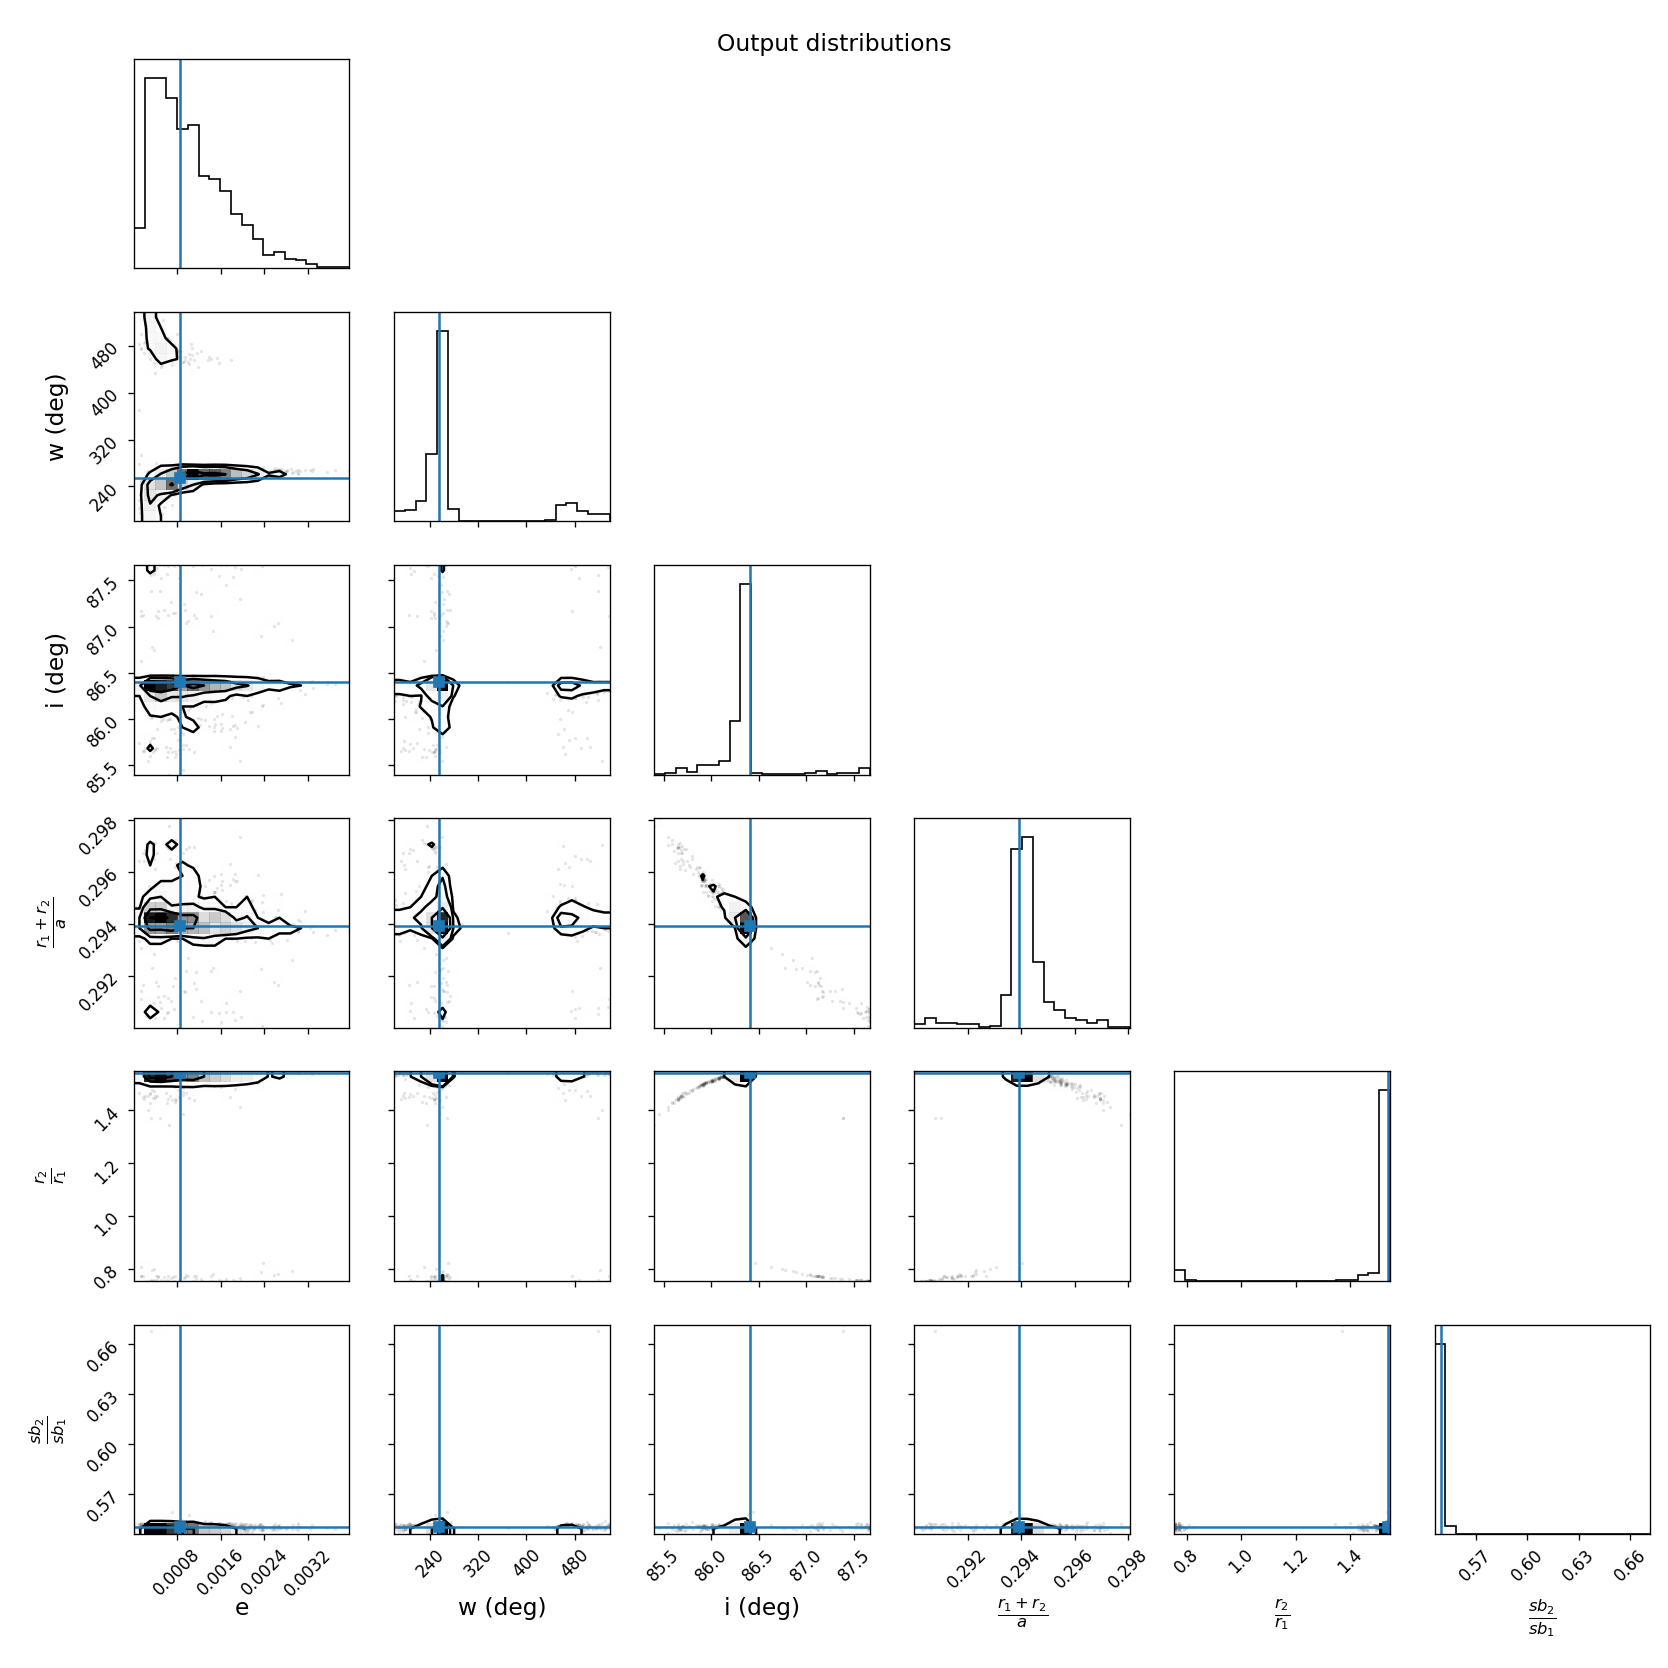 Output distributions
w (deg)
480
400
320
240
i (deg)
87.5
87.0
86.5
86.0
85.5
r₁ + r₂
a
0.298
0.296
0.294
0.292
r₂
r₁
1.4
1.2
1.0
0.8
sb₂
sb₁
0.66
0.63
0.60
0.57
0.0008 0.0016 0.0024 0.0032
240 320 400 480
85.5 86.0 86.5 87.0 87.5
0.292 0.294 0.296 0.298
0.8 1.0 1.2 1.4
0.57 0.60 0.63 0.66
e
w (deg)
i (deg)
r₁ + r₂
a
r₂
r₁
sb₂
sb₁